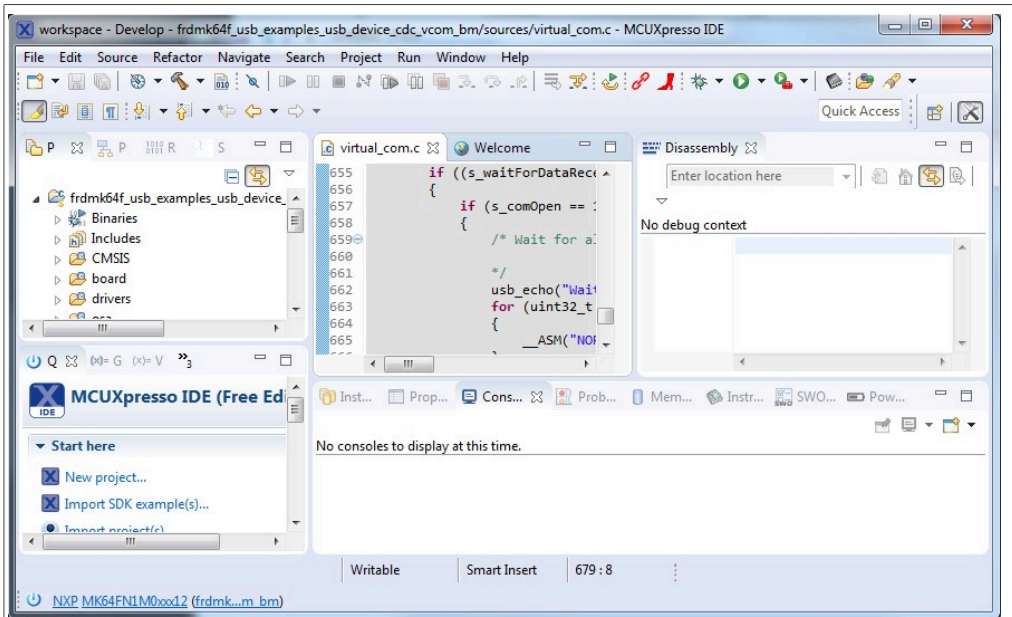 workspace - Develop - frdmk64f_usb_examples_usb_device_cdc_vcom_bm/sources/virtual_com.c - MCUXpresso IDE
File Edit Source Refactor Navigate Search Project Run Window Help
Quick Access
P P R S
frdmk64f_usb_examples_usb_device_
Binaries
Includes
CMSIS
board
drivers
virtual_com.c Welcome
655 if ((s_waitForDataRece
656 {
657 if (s_comOpen ==
658 {
659 /* Wait for a
660
661 */
662 usb_echo("Wait
663 for (uint32_t
664 {
665 __ASM("NOP
Disassembly
Enter location here
No debug context
Q (x)= G (x)= V »3
MCUXpresso IDE (Free Edi
IDE
Start here
New project...
Import SDK example(s)...
Import project(s)
Inst... Prop... Cons... Prob... Mem... Instr... SWO... Pow...
No consoles to display at this time.
Writable Smart Insert 679 : 8
NXP MK64FN1M0xxx12 (frdmk...m_bm)